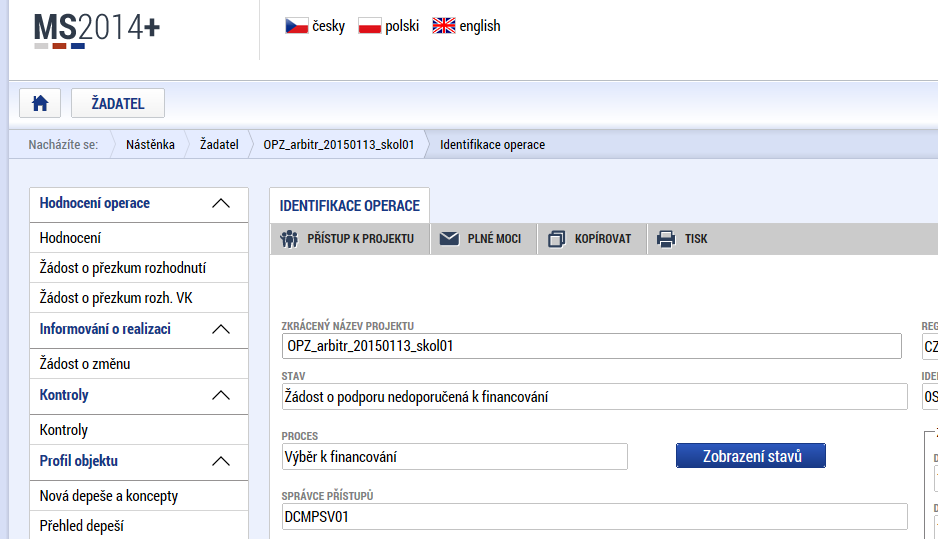 MS2014+
česky polski english
ŽADATEL
Nacházíte se: Nástěnka Žadatel OPZ_arbitr_20150113_skol01 Identifikace operace
Hodnocení operace
Hodnocení
Žádost o přezkum rozhodnutí
Žádost o přezkum rozh. VK
Informování o realizaci
Žádost o změnu
Kontroly
Kontroly
Profil objektu
Nová depeše a koncepty
Přehled depeší
IDENTIFIKACE OPERACE
PŘÍSTUP K PROJEKTU PLNÉ MOCI KOPÍROVAT TISK
ZKRÁCENÝ NÁZEV PROJEKTU
OPZ_arbitr_20150113_skol01
STAV
Žádost o podporu nedoporučená k financování
PROCES
Výběr k financování
Zobrazení stavů
SPRÁVCE PŘÍSTUPŮ
DCMPSV01
REG
CZ
IDE
0S